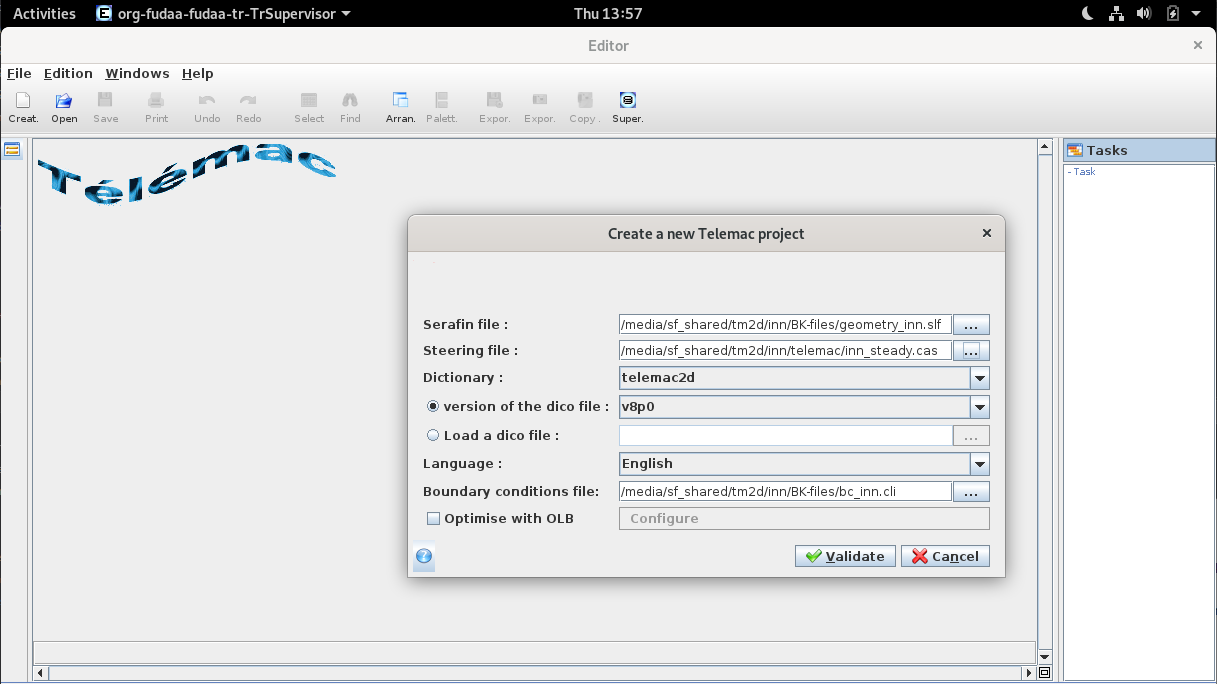 Activities org-fudaa-fudaa-tr-TrSupervisor Thu 13:57
Editor
File Edition Windows Help
Creat. Open Save Print Undo Redo Select Find Arran. Palett. Expor. Expor. Copy . Super.
Télémac
Tasks
- Task
Create a new Telemac project
Serafin file : /media/sf_shared/tm2d/inn/BK-files/geometry_inn.slf ...
Steering file : /media/sf_shared/tm2d/inn/telemac/inn_steady.cas ...
Dictionary : telemac2d
version of the dico file : v8p0
Load a dico file : ...
Language : English
Boundary conditions file: /media/sf_shared/tm2d/inn/BK-files/bc_inn.cli ...
Optimise with OLB Configure
? Validate Cancel